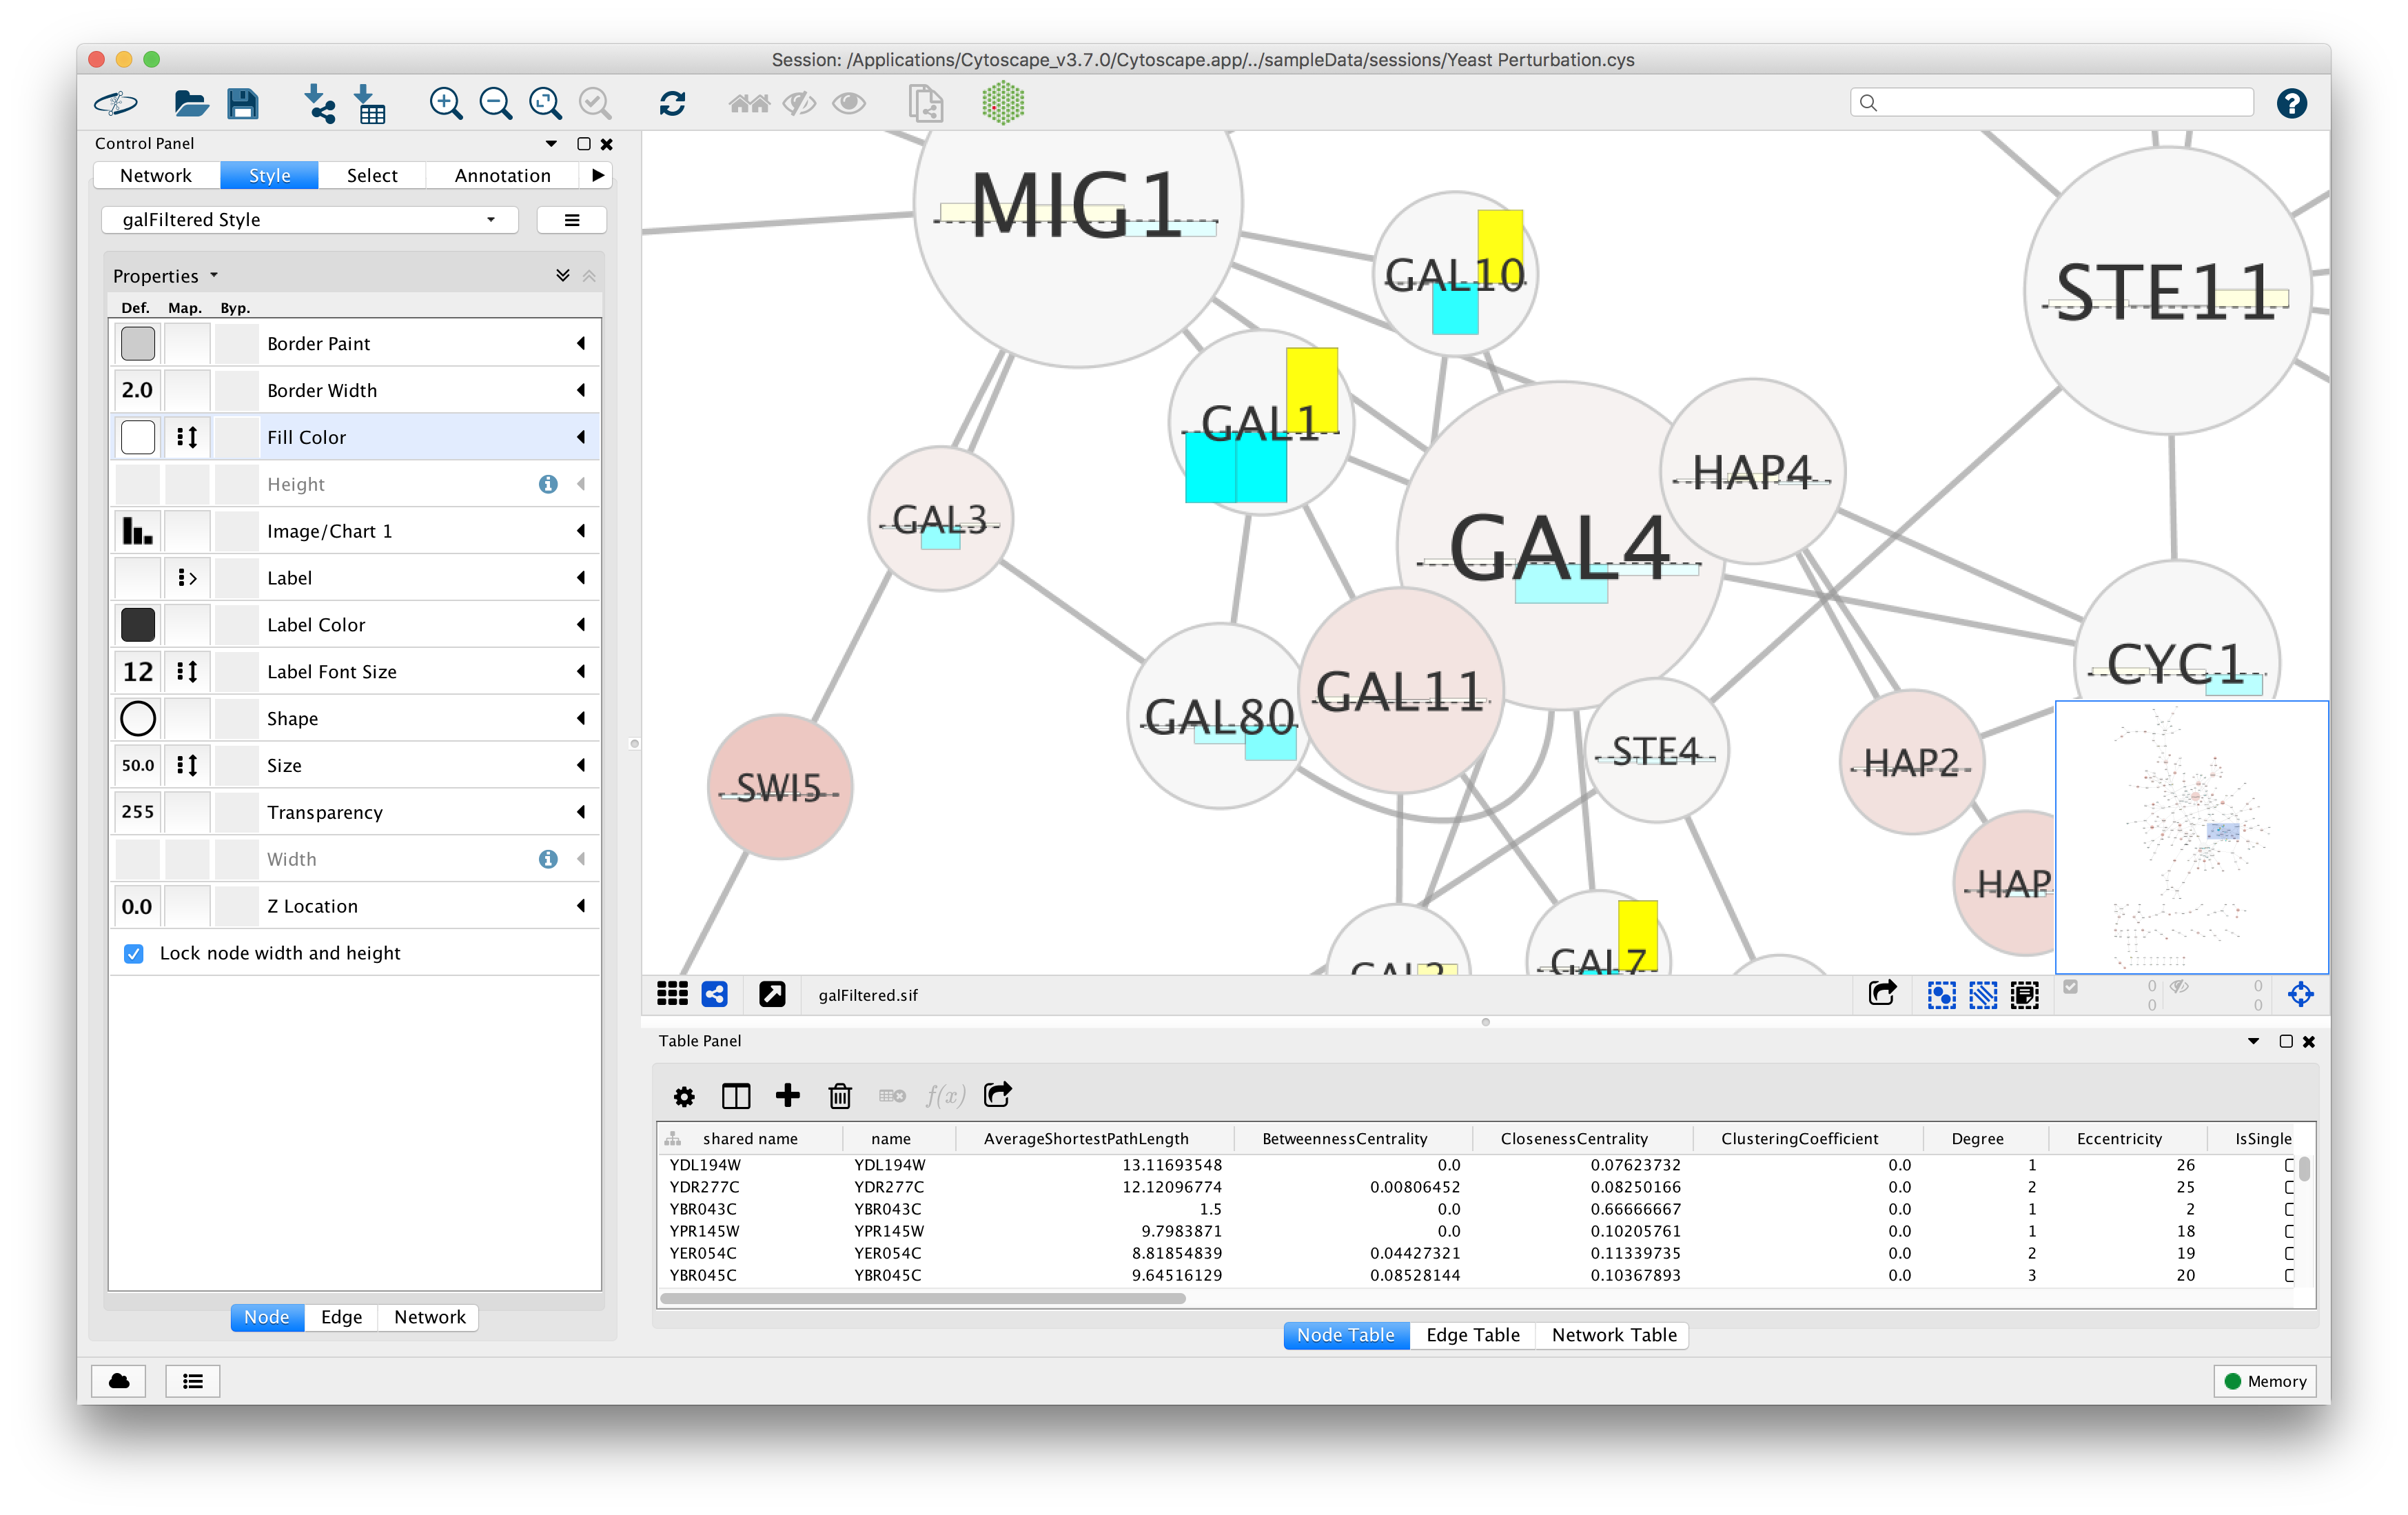 Session: /Applications/Cytoscape_v3.7.0/Cytoscape.app/../sampleData/sessions/Yeast Perturbation.cys
Control Panel
Network Style Select Annotation
galFiltered Style
Properties
Def. Map. Byp.
Border Paint
2.0 Border Width
Fill Color
Height
Image/Chart 1
Label
Label Color
12 Label Font Size
Shape
50.0 Size
255 Transparency
Width
0.0 Z Location
Lock node width and height
Node Edge Network
MIG1
GAL10
STE11
GAL1
HAP4
GAL3
GAL4
CYC1
GAL11
GAL80
STE4
HAP2
SWI5
HAP
GAL7
galFiltered.sif
0 0
0 0
Table Panel
f(x)
shared name name AverageShortestPathLength BetweennessCentrality ClosenessCentrality ClusteringCoefficient Degree Eccentricity IsSingle
YDL194W YDL194W 13.11693548 0.0 0.07623732 0.0 1 26
YDR277C YDR277C 12.12096774 0.00806452 0.08250166 0.0 2 25
YBR043C YBR043C 1.5 0.0 0.66666667 0.0 1 2
YPR145W YPR145W 9.7983871 0.0 0.10205761 0.0 1 18
YER054C YER054C 8.81854839 0.04427321 0.11339735 0.0 2 19
YBR045C YBR045C 9.64516129 0.08528144 0.10367893 0.0 3 20
Node Table Edge Table Network Table
Memory